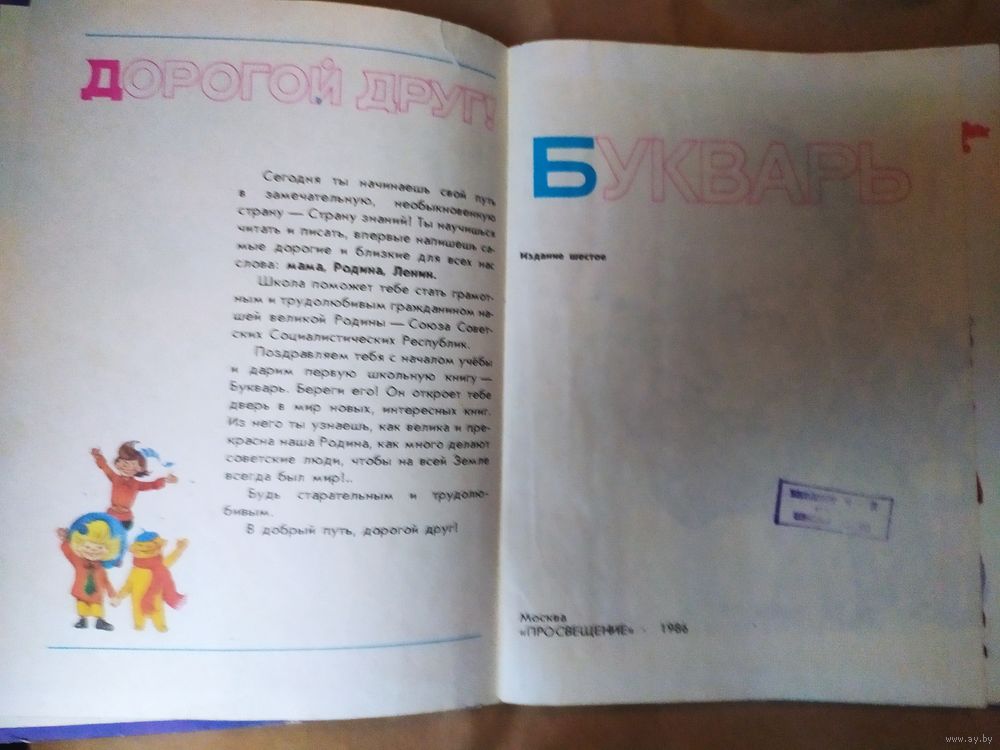 ДОРОГОЙ ДРУГ!
Сегодня ты начинаешь свой путь
в замечательную, необыкновенную
страну — Страну знаний! Ты научишься
читать и писать, впервые напишешь са-
мые дорогие и близкие для всех нас
слова: мама, Родина, Ленин.
Школа поможет тебе стать грамот-
ным и трудолюбивым гражданином на-
шей великой Родины — Союза Совет-
ских Социалистических Республик.
Поздравляем тебя с началом учёбы
и дарим первую школьную книгу —
Букварь. Береги его! Он откроет тебе
дверь в мир новых, интересных книг.
Из него ты узнаешь, как велика и пре-
красна наша Родина, как много делают
советские люди, чтобы на всей Земле
всегда был мир!..
Будь старательным и трудолю-
бивым.
В добрый путь, дорогой друг!
БУКВАРЬ
Издание шестое
Москва
«ПРОСВЕЩЕНИЕ» · 1986
www.ay.by